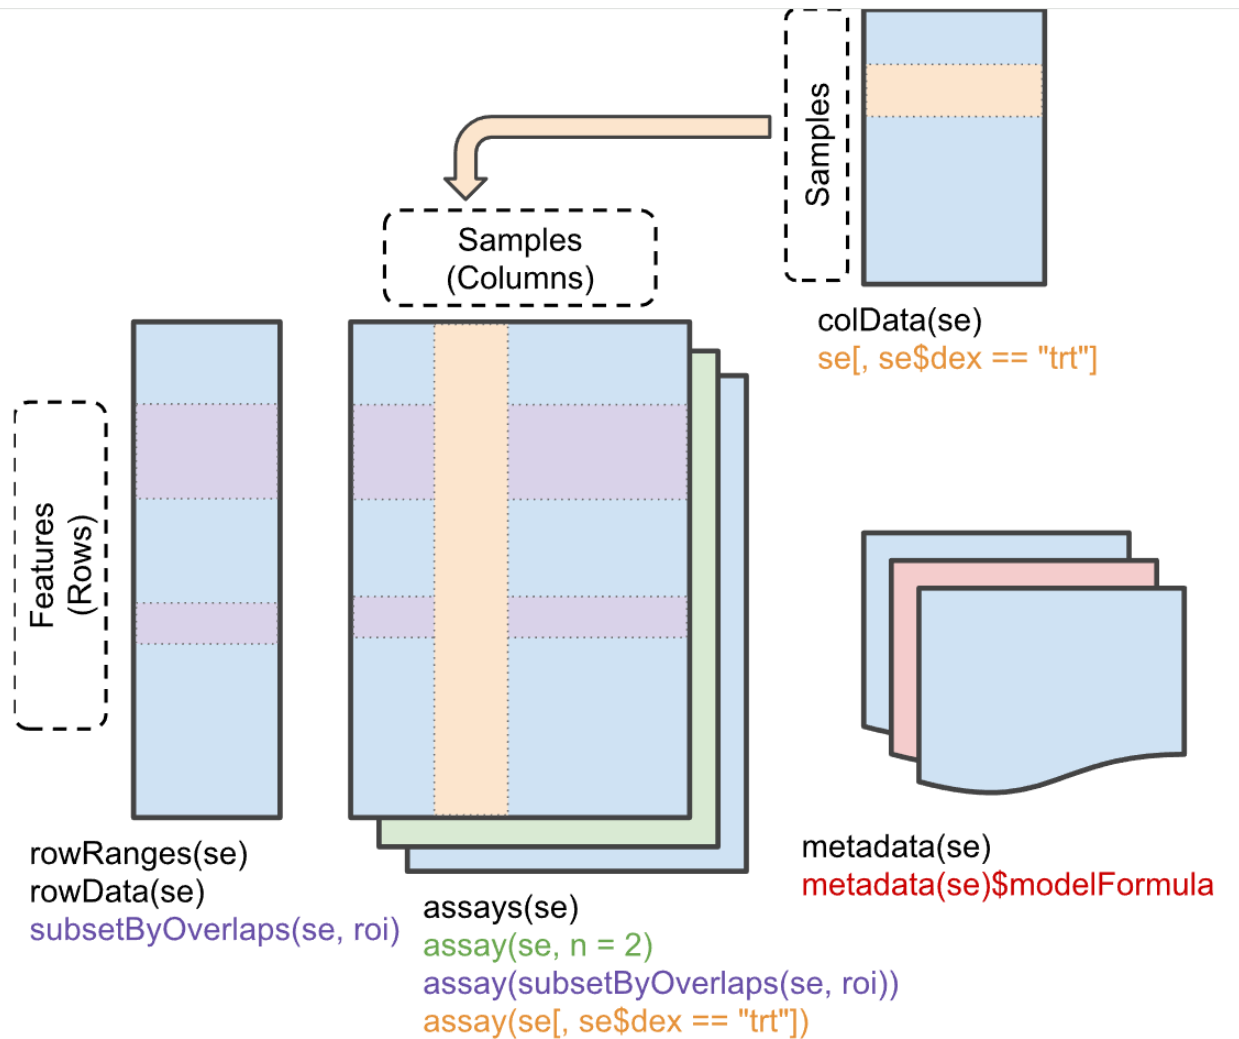 Samples
Samples
(Columns)
colData(se)
se[, se$dex == "trt"]
Features
(Rows)
rowRanges(se)
rowData(se)
subsetByOverlaps(se, roi)
assays(se)
assay(se, n = 2)
assay(subsetByOverlaps(se, roi))
assay(se[, se$dex == "trt"])
metadata(se)
metadata(se)$modelFormula